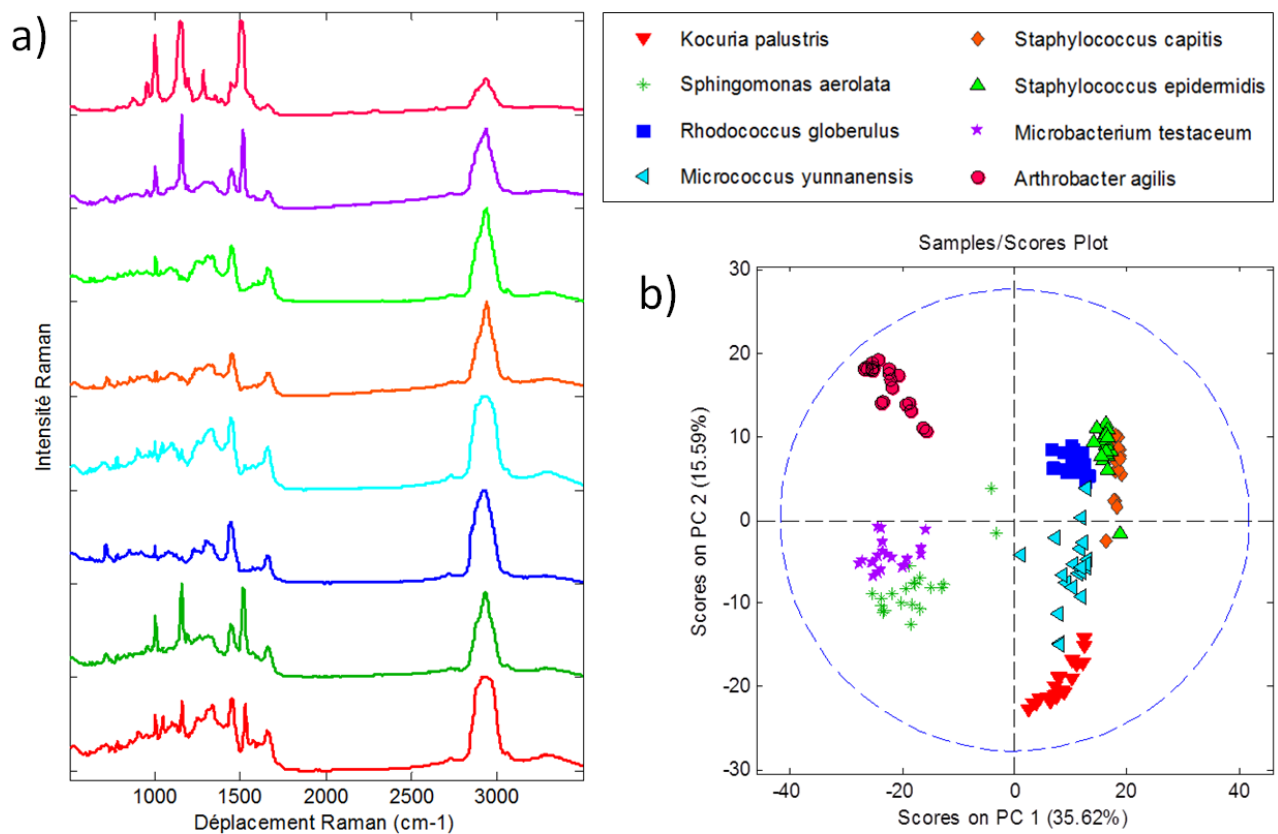 a)
Intensité Raman
1000 1500 2000 2500 3000
Déplacement Raman (cm-1)
Kocuria palustris
Sphingomonas aerolata
Rhodococcus globerulus
Micrococcus yunnanensis
Staphylococcus capitis
Staphylococcus epidermidis
Microbacterium testaceum
Arthrobacter agilis
Samples/Scores Plot
b)
Scores on PC 2 (15.59%)
30
20
10
0
-10
-20
-30
-40 -20 0 20 40
Scores on PC 1 (35.62%)